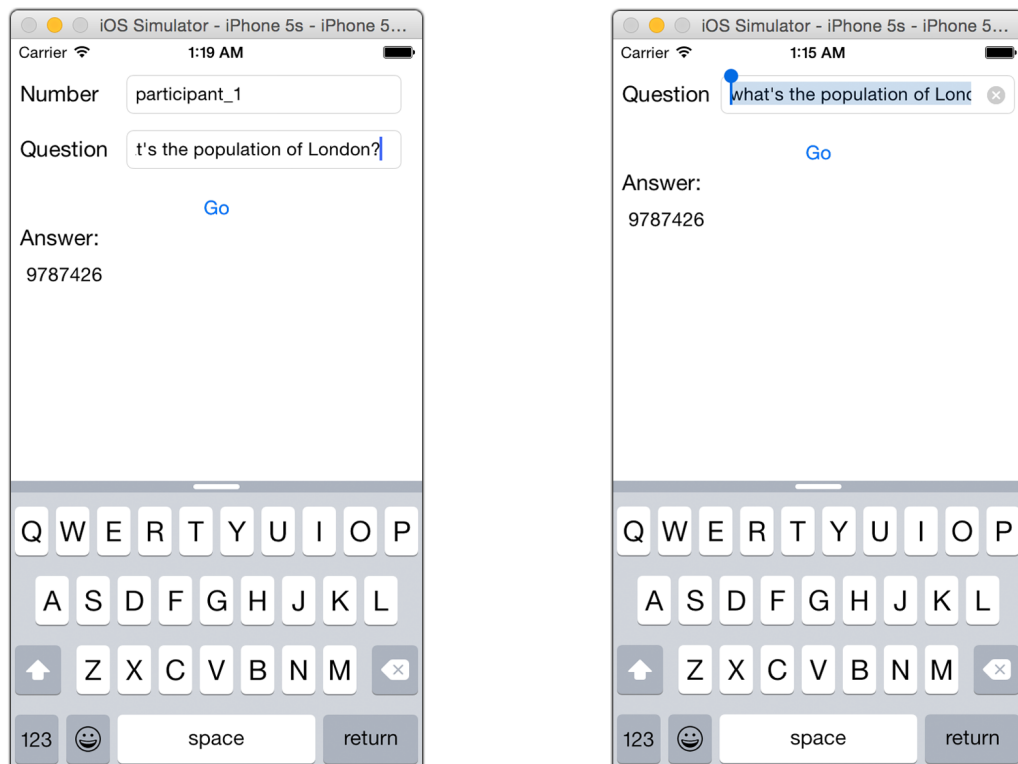 iOS Simulator - iPhone 5s - iPhone 5...
Carrier 1:19 AM
Number participant_1
Question t's the population of London?
Go
Answer:
9787426
Q W E R T Y U I O P
A S D F G H J K L
Z X C V B N M
123 space return
iOS Simulator - iPhone 5s - iPhone 5...
Carrier 1:15 AM
Question what's the population of Lond
Go
Answer:
9787426
Q W E R T Y U I O P
A S D F G H J K L
Z X C V B N M
123 space return